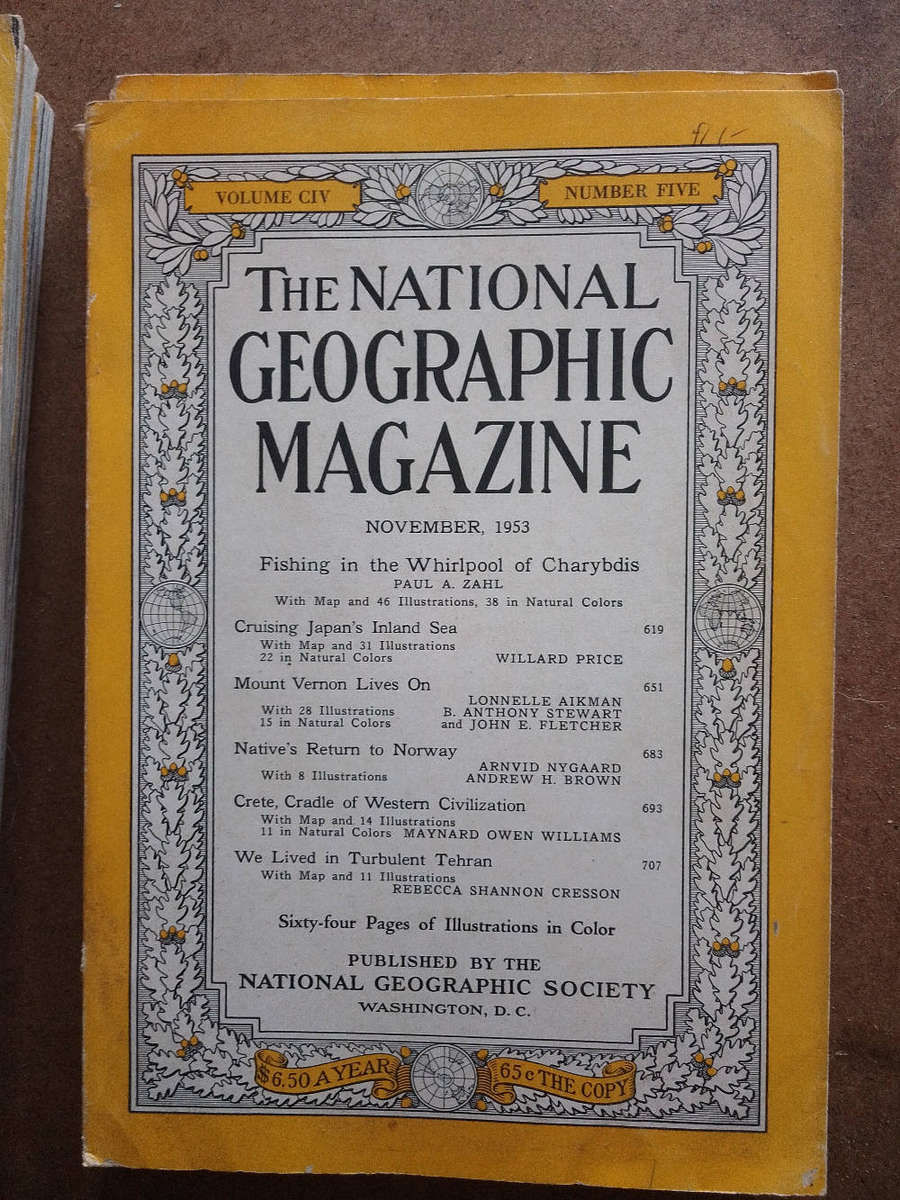 VOLUME CIV
NUMBER FIVE
THE NATIONAL
GEOGRAPHIC
MAGAZINE
NOVEMBER, 1953
Fishing in the Whirlpool of Charybdis
PAUL A. ZAHL
With Map and 46 Illustrations, 38 in Natural Colors
Cruising Japan's Inland Sea 619
With Map and 31 Illustrations
22 in Natural Colors WILLARD PRICE
Mount Vernon Lives On 651
LONNELLE AIKMAN
With 28 Illustrations B. ANTHONY STEWART
15 in Natural Colors and JOHN E. FLETCHER
Native's Return to Norway 683
ARNVID NYGAARD
With 8 Illustrations ANDREW H. BROWN
Crete, Cradle of Western Civilization 693
With Map and 14 Illustrations
11 in Natural Colors MAYNARD OWEN WILLIAMS
We Lived in Turbulent Tehran 707
With Map and 11 Illustrations
REBECCA SHANNON CRESSON
Sixty-four Pages of Illustrations in Color
PUBLISHED BY THE
NATIONAL GEOGRAPHIC SOCIETY
WASHINGTON, D. C.
$6.50 A YEAR
65c THE COPY